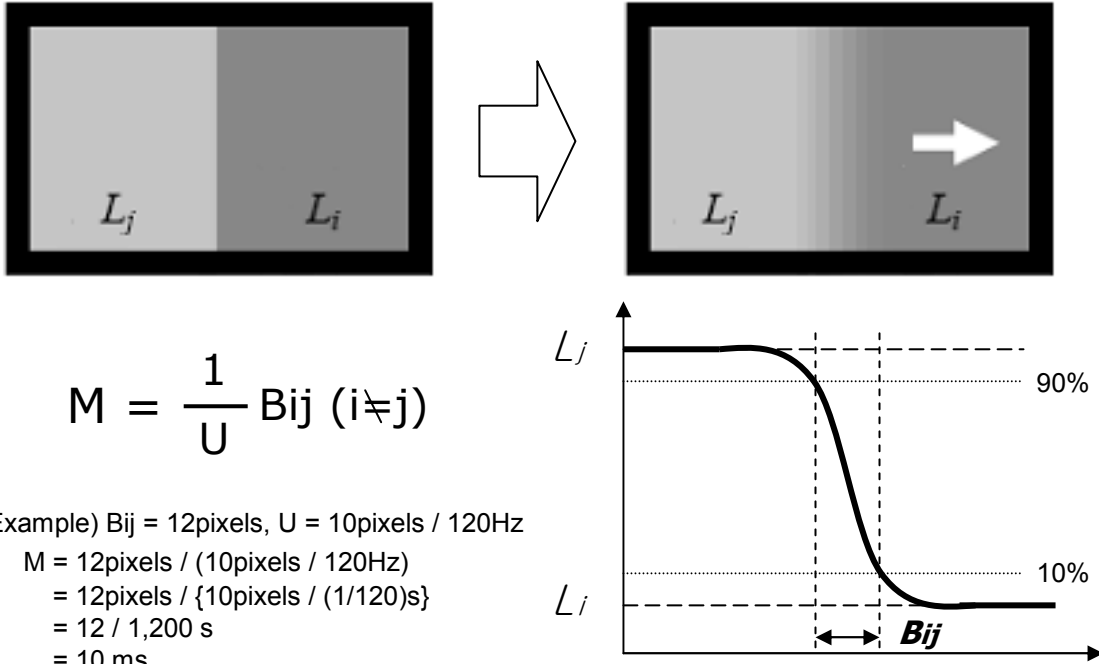 Lj Li
Lj Li
M = 1/U Bij (i≠j)
Example) Bij = 12pixels, U = 10pixels / 120Hz
M = 12pixels / (10pixels / 120Hz)
= 12pixels / {10pixels / (1/120)s}
= 12 / 1,200 s
= 10 ms
Lj
90%
10%
Li
Bij